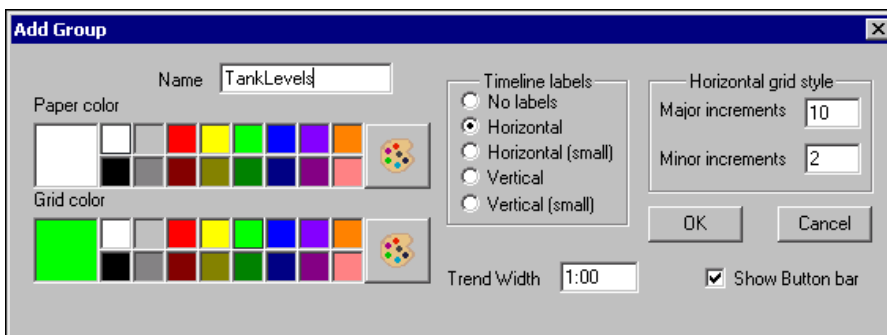 Add Group
Name TankLevels
Paper color
Grid color
Timeline labels
No labels
Horizontal
Horizontal (small)
Vertical
Vertical (small)
Horizontal grid style
Major increments 10
Minor increments 2
OK Cancel
Trend Width 1:00
Show Button bar